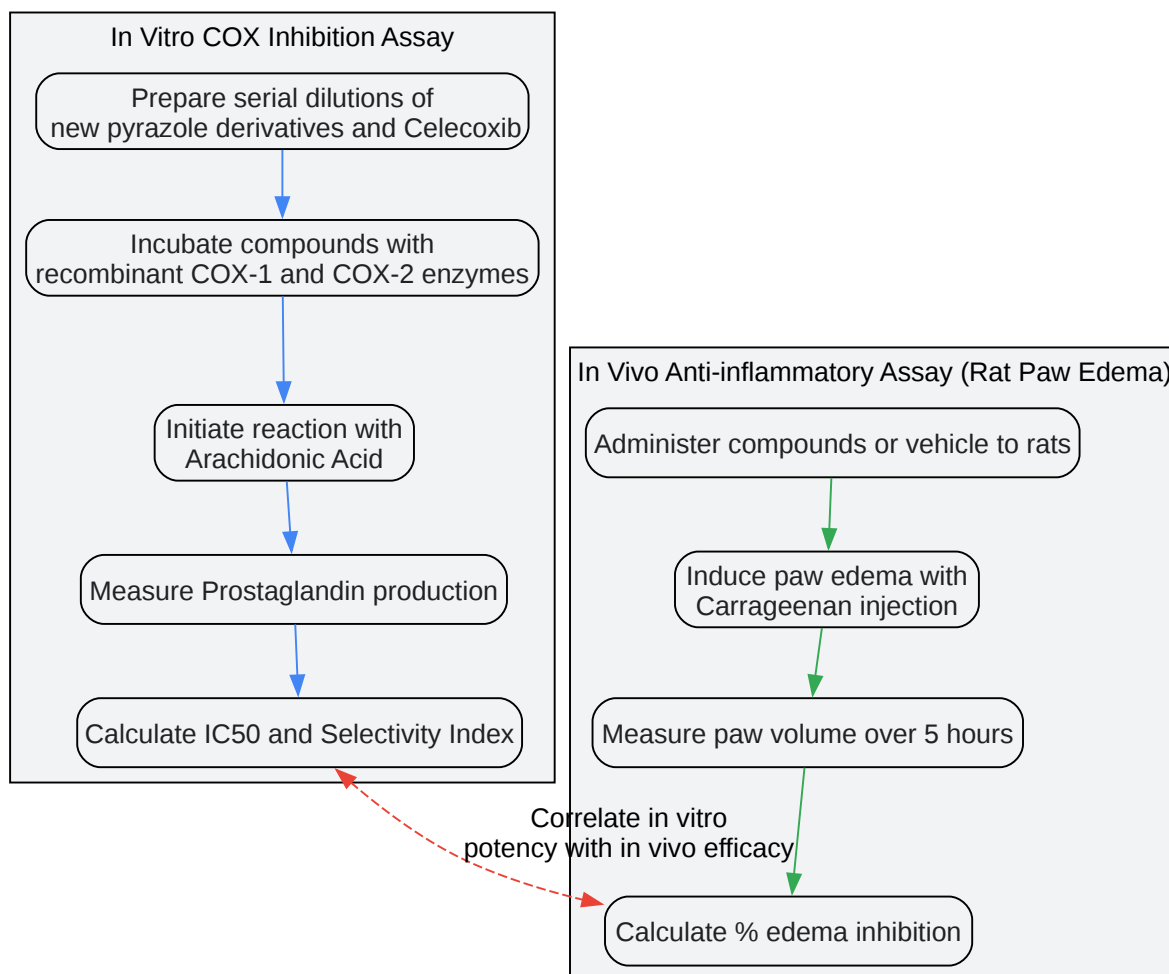 In Vitro COX Inhibition Assay
Prepare serial dilutions of
new pyrazole derivatives and Celecoxib
Incubate compounds with
recombinant COX-1 and COX-2 enzymes
Initiate reaction with
Arachidonic Acid
Measure Prostaglandin production
Calculate IC50 and Selectivity Index
In Vivo Anti-inflammatory Assay (Rat Paw Edema)
Administer compounds or vehicle to rats
Induce paw edema with
Carrageenan injection
Measure paw volume over 5 hours
Correlate in vitro
potency with in vivo efficacy
Calculate % edema inhibition